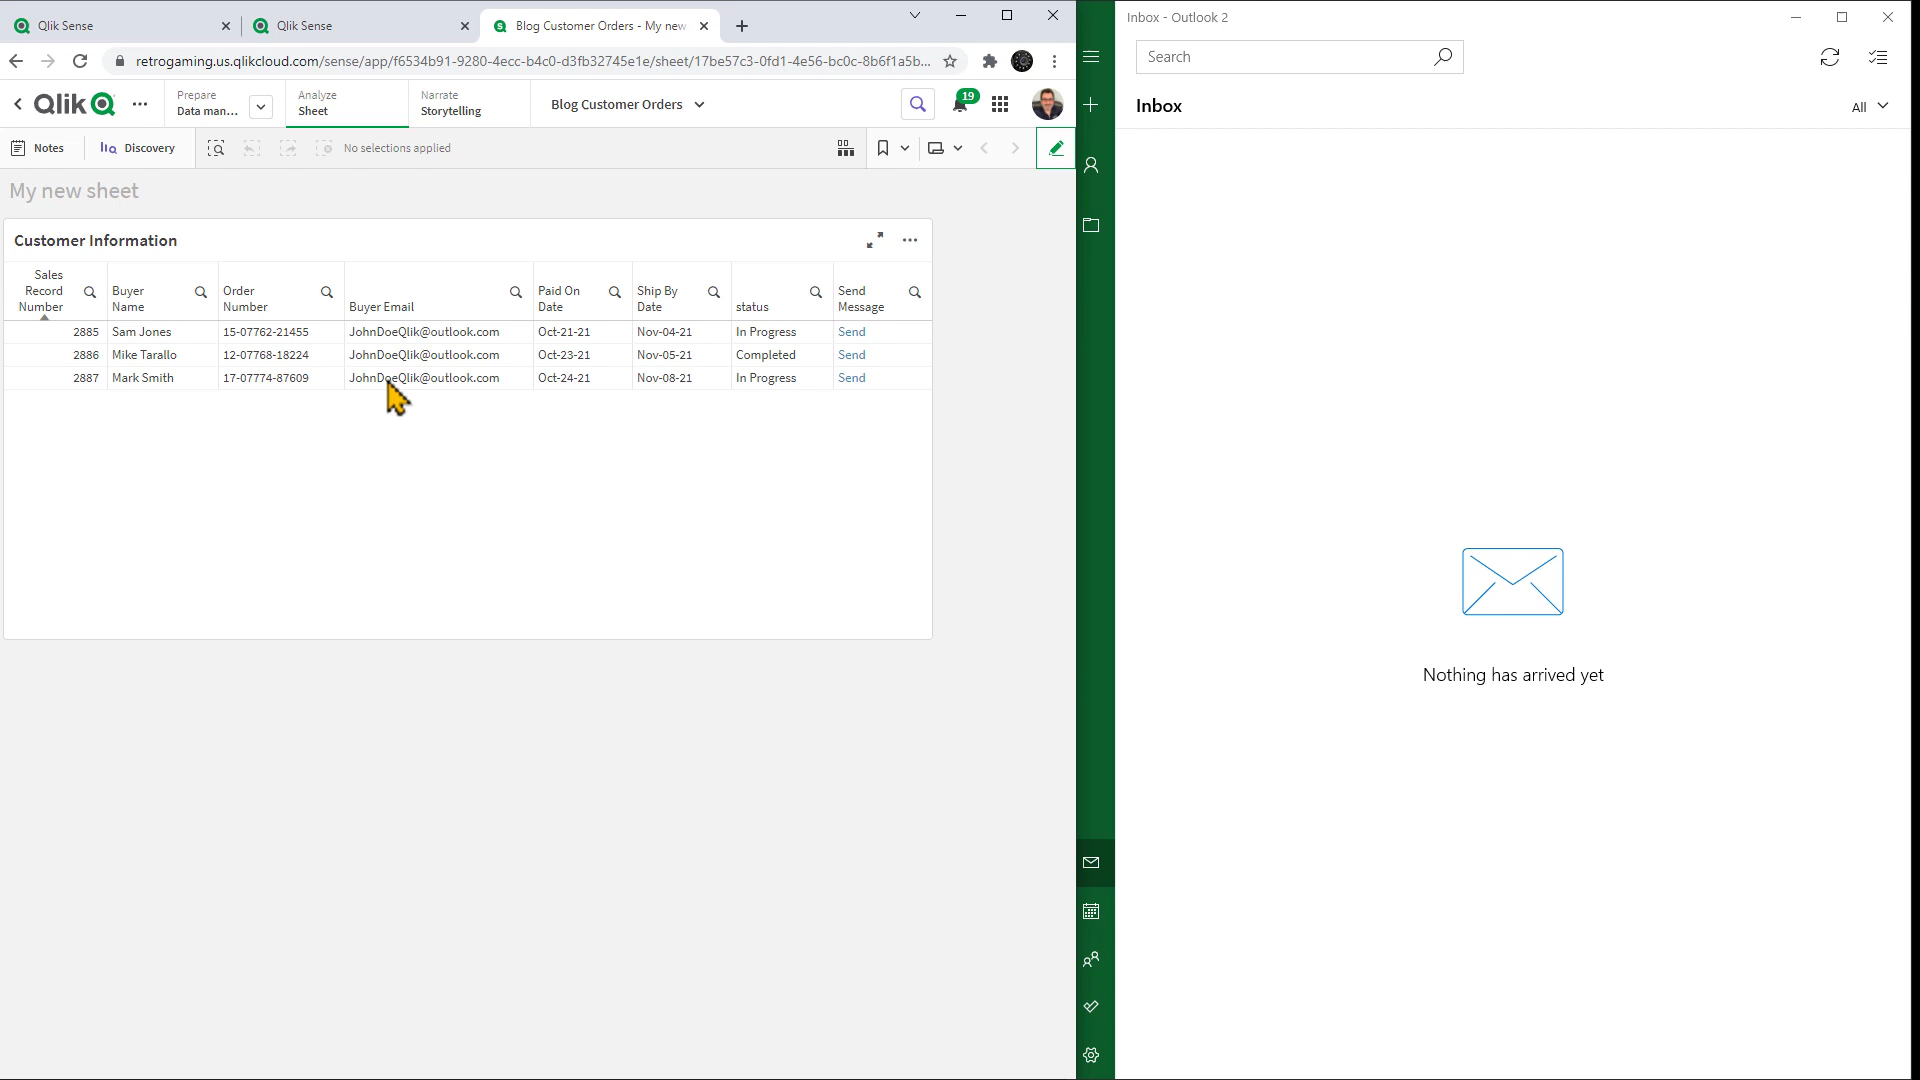 Qlik Sense
Qlik Sense
Blog Customer Orders - My new
retrogaming.us.qlikcloud.com/sense/app/f6534b91-9280-4ecc-b4c0-d3fb32745e1e/sheet/17be57c3-0fd1-4e56-bc0c-8b6f1a5b...
Qlik
Prepare
Data man...
Analyze
Sheet
Narrate
Storytelling
Blog Customer Orders
19
Notes
Discovery
No selections applied
My new sheet
Customer Information
Sales Record Number Buyer Name Order Number Buyer Email Paid On Date Ship By Date status Send Message
2885 Sam Jones 15-07762-21455 JohnDoeQlik@outlook.com Oct-21-21 Nov-04-21 In Progress Send
2886 Mike Tarallo 12-07768-18224 JohnDoeQlik@outlook.com Oct-23-21 Nov-05-21 Completed Send
2887 Mark Smith 17-07774-87609 JohnDoeQlik@outlook.com Oct-24-21 Nov-08-21 In Progress Send
Inbox - Outlook 2
Search
Inbox
All
Nothing has arrived yet